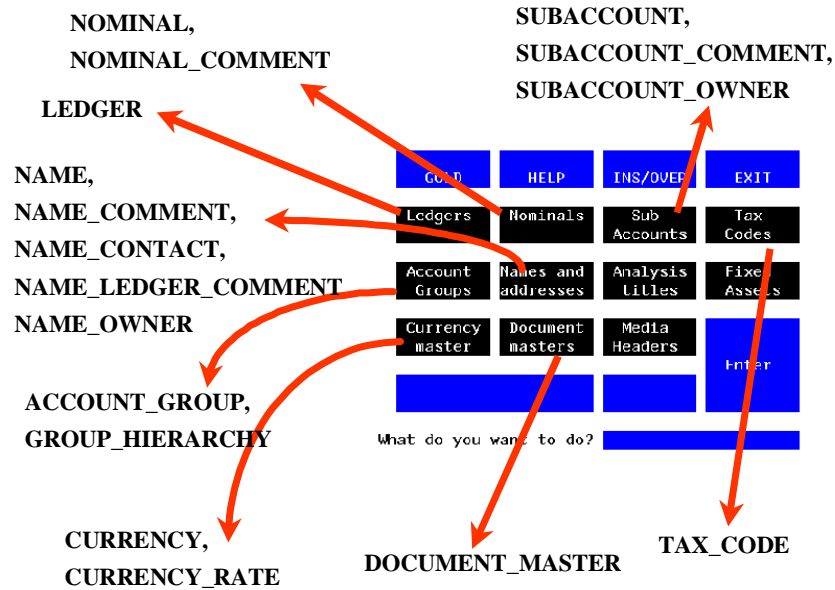 NOMINAL,
NOMINAL_COMMENT
SUBACCOUNT,
SUBACCOUNT_COMMENT,
SUBACCOUNT_OWNER
LEDGER
NAME,
NAME_COMMENT,
NAME_CONTACT,
NAME_LEDGER_COMMENT
NAME_OWNER
GOLD
HELP
INS/OVER
EXIT
Ledgers
Nominals
Sub
Accounts
Tax
Codes
Account
Groups
Names and
addresses
Analysis
titles
Fixed
Assets
Currency
master
Document
masters
Media
Headers
Enter
What do you want to do?
ACCOUNT_GROUP,
GROUP_HIERARCHY
CURRENCY,
CURRENCY_RATE
DOCUMENT_MASTER
TAX_CODE